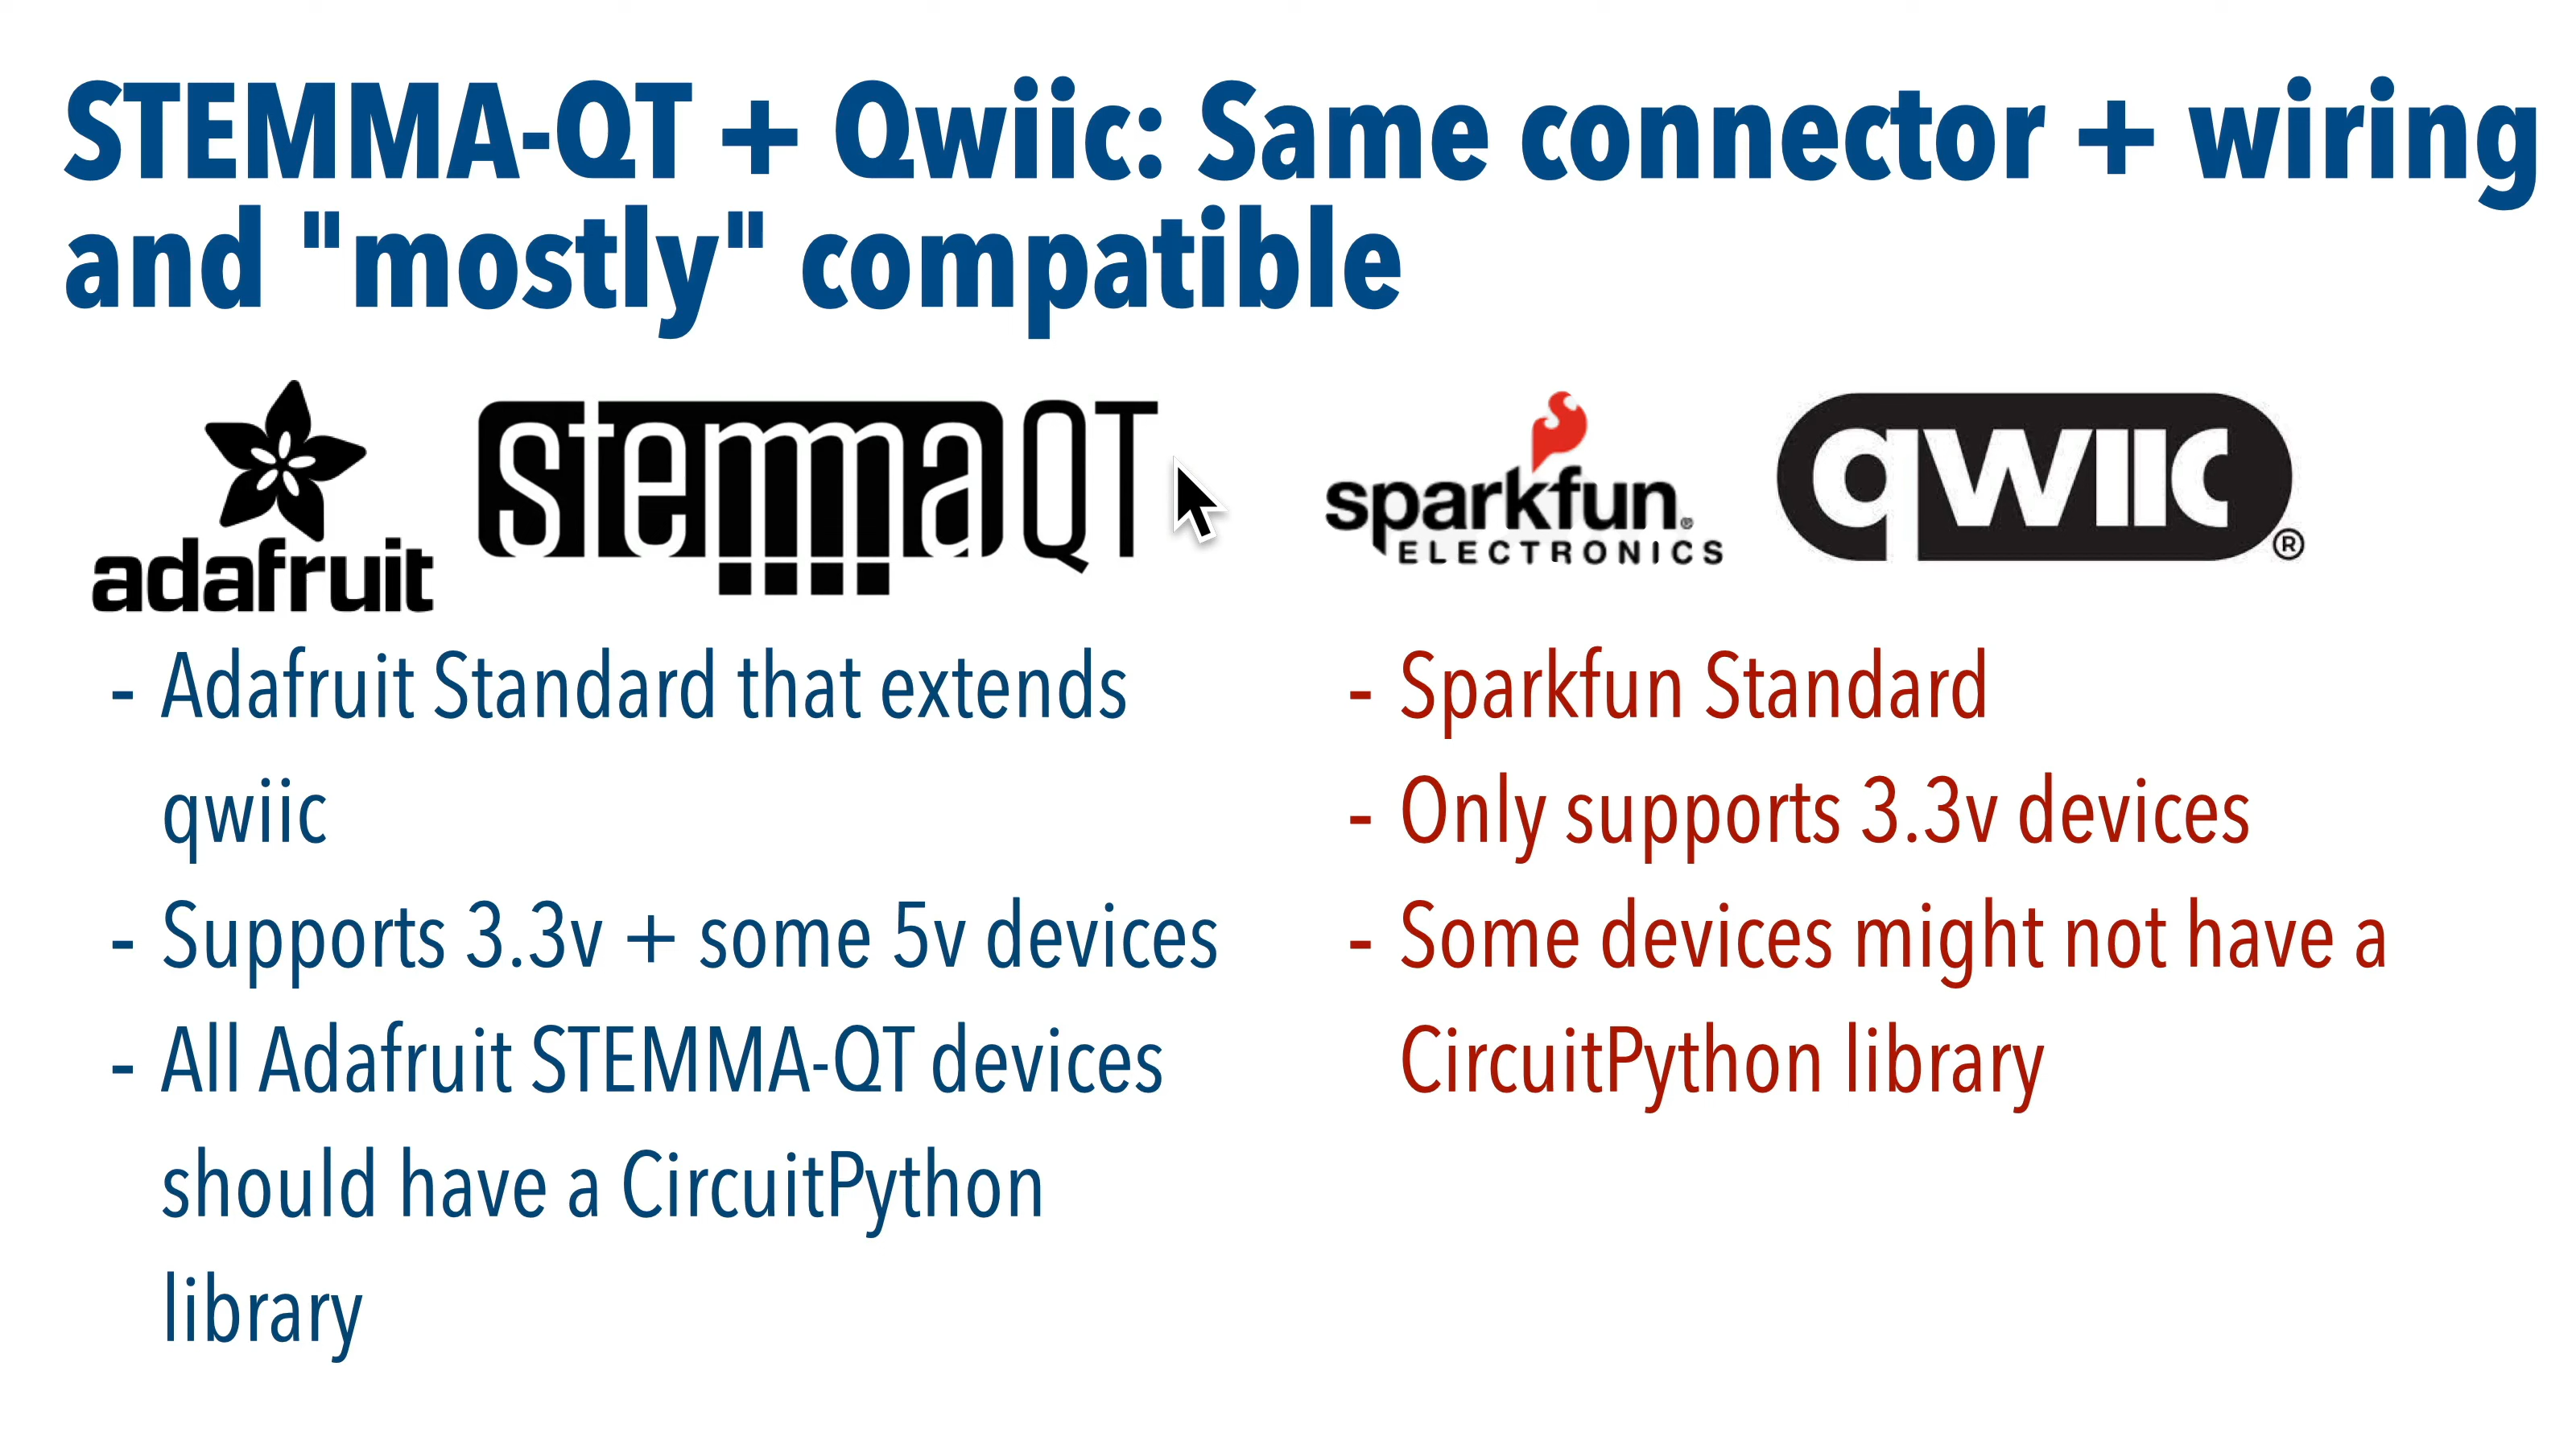 STEMMA-QT + Qwiic: Same connector + wiring
and "mostly" compatible
adafruit
stemma QT
sparkfun®
ELECTRONICS
qwiic®
- Adafruit Standard that extends
qwiic
- Supports 3.3v + some 5v devices
- All Adafruit STEMMA-QT devices
should have a CircuitPython
library
- Sparkfun Standard
- Only supports 3.3v devices
- Some devices might not have a
CircuitPython library